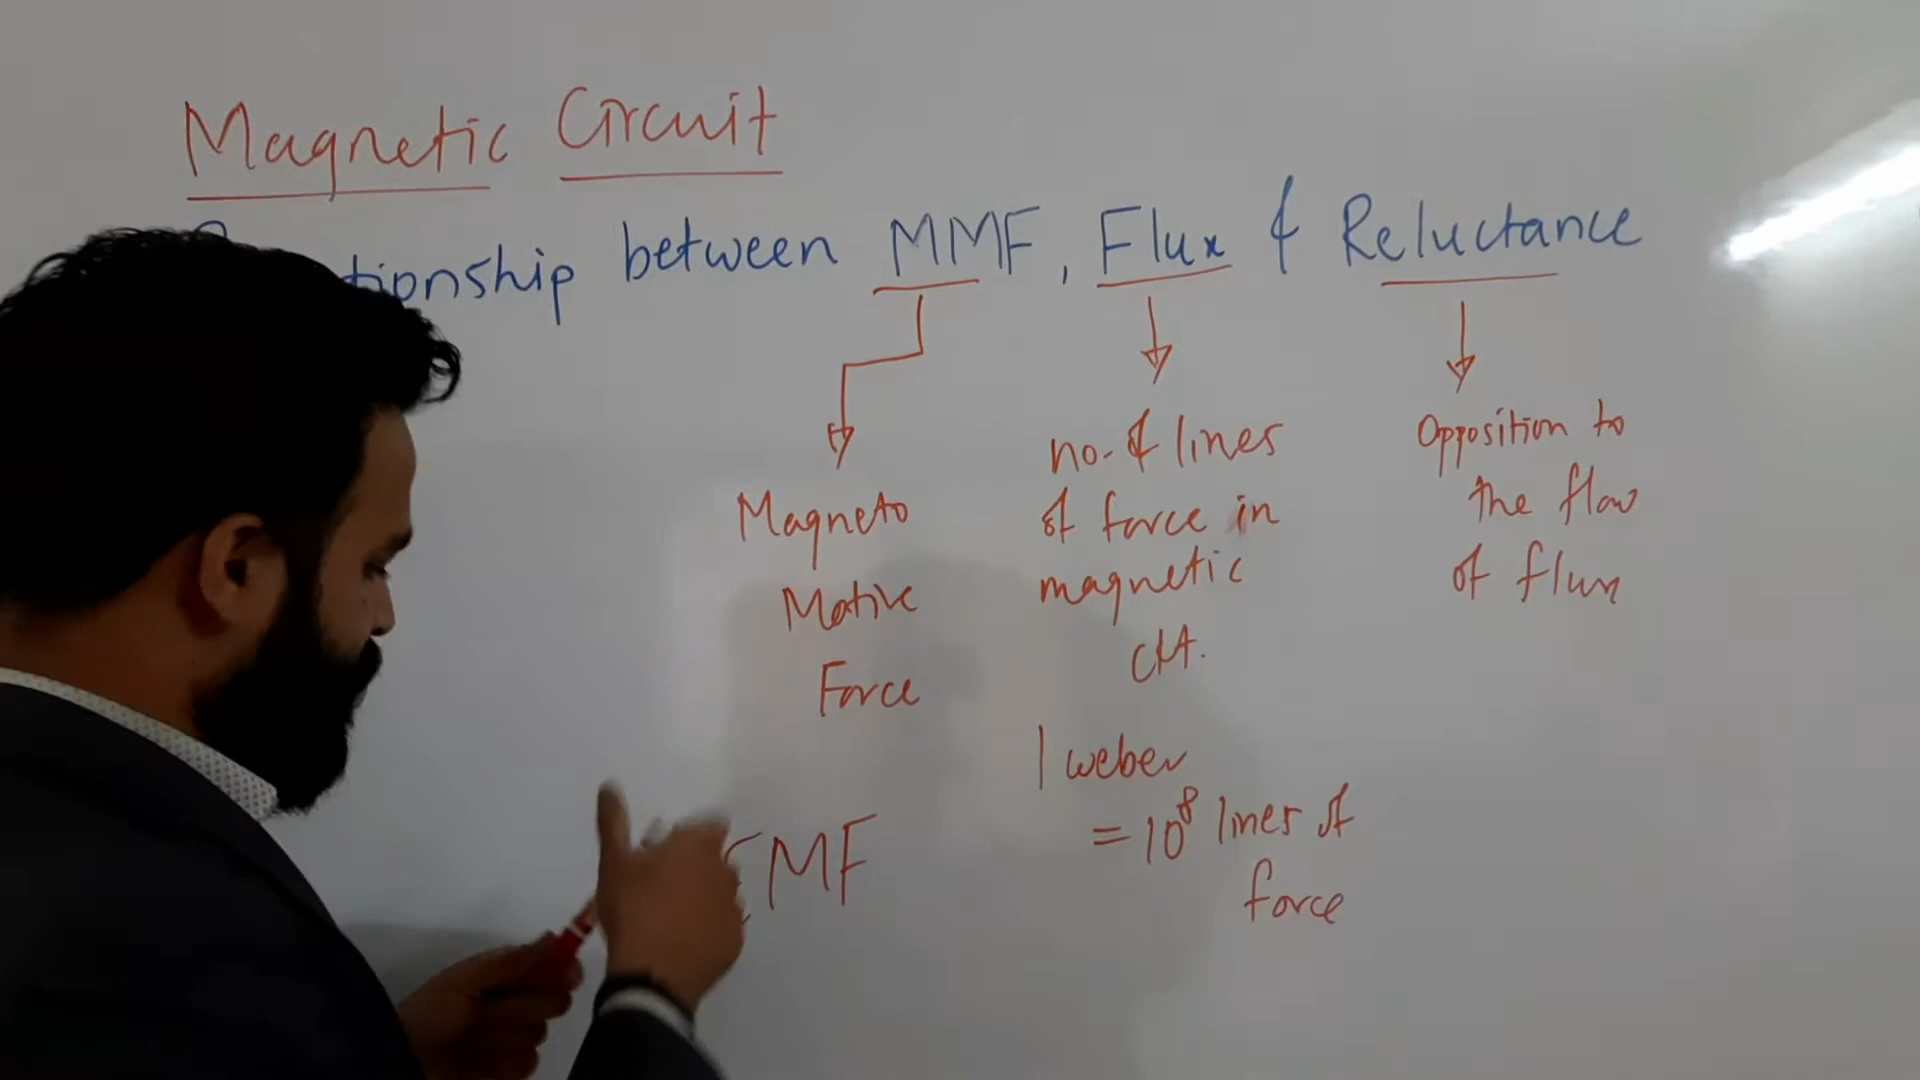 Magnetic Circuit
tionship between MMF, Flux & Reluctance
Magneto
Motive
Force
EMF
no. of lines
of force in
magnetic
ckt.
1 weber
= 10⁸ lines of
force
Opposition to
the flow
of flux